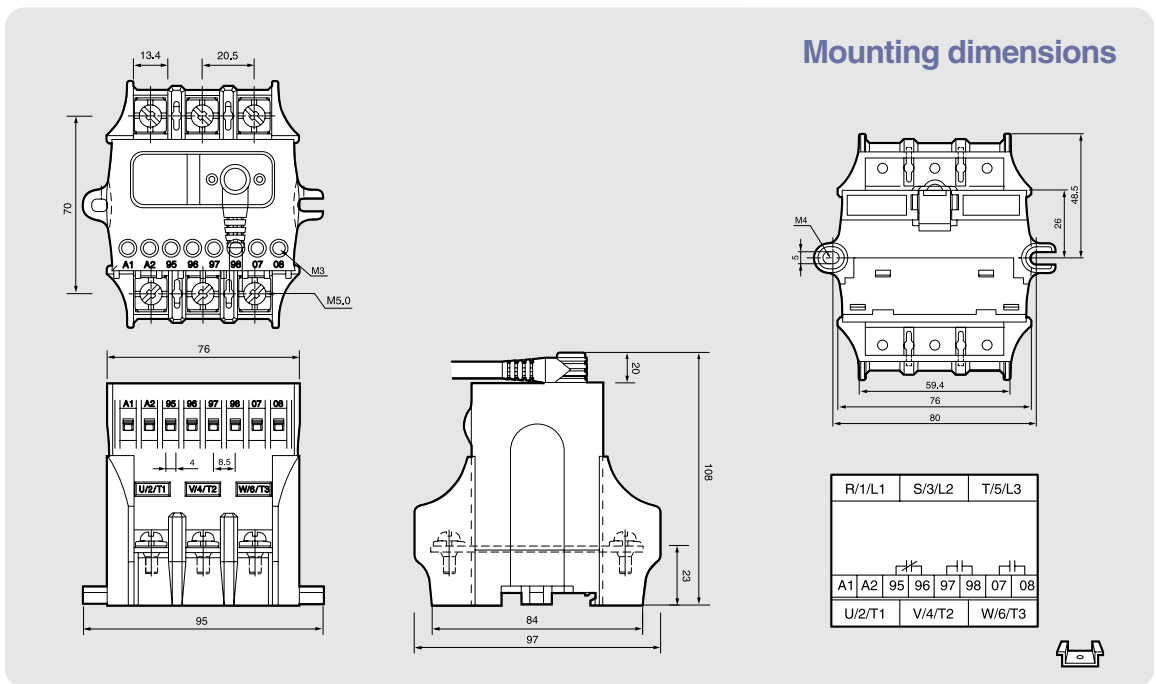 Mounting dimensions
13.4
20.5
70
A1 A2 95 96 97 98 07 08
M3
M5.0
48.5
26
M4
5
59.4
76
80
76
A1 A2 95 96 97 98 07 08
4
8.5
U/2/T1 V/4/T2 W/6/T3
95
20
108
23
84
97
R/1/L1 S/3/L2 T/5/L3
A1 A2 95 96 97 98 07 08
U/2/T1 V/4/T2 W/6/T3